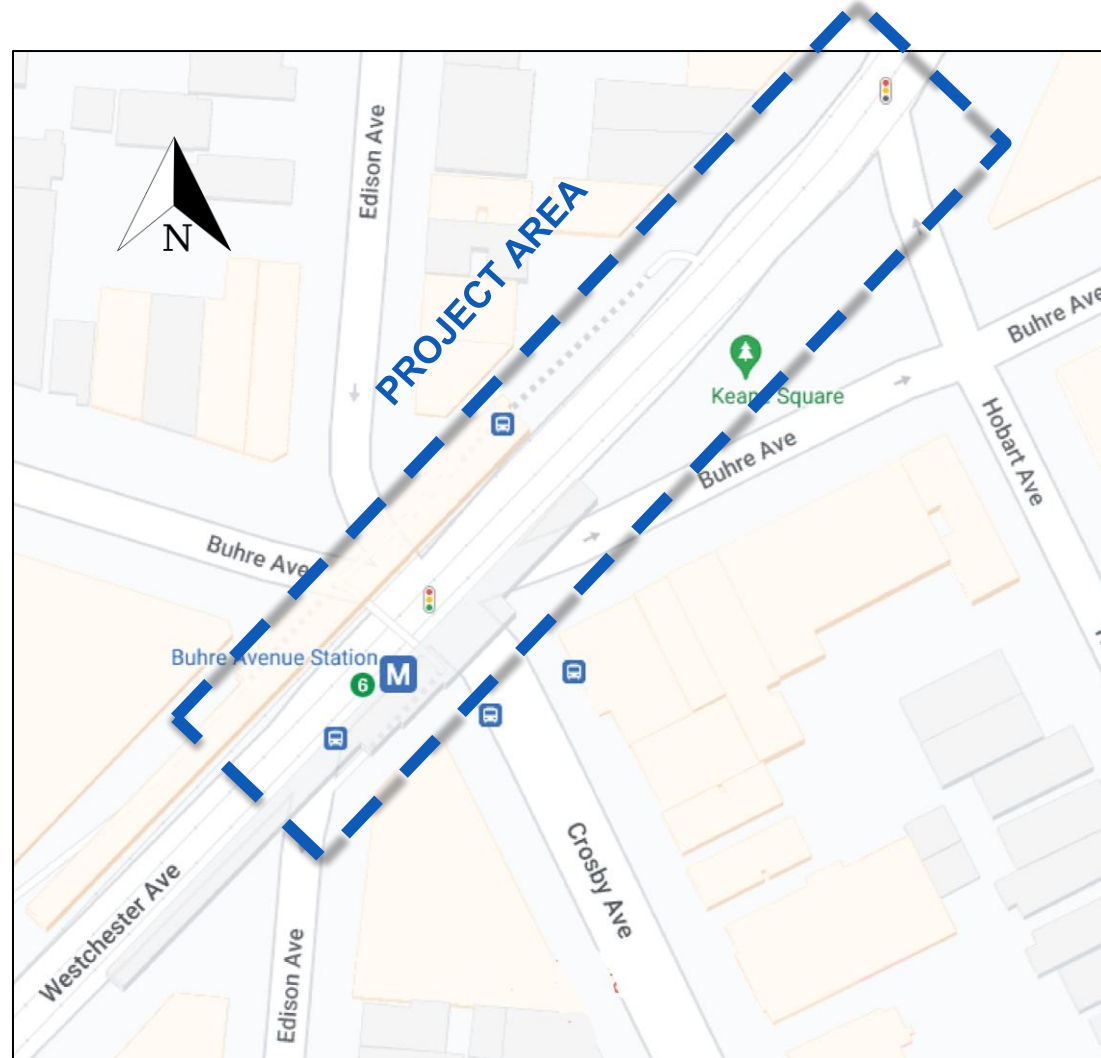 Edison Ave
N
PROJECT AREA
Buhre Ave
Keane Square
Buhre Ave
Hobart Ave
Buhre Ave
Buhre Avenue Station
6
M
Crosby Ave
Westchester Ave
Edison Ave